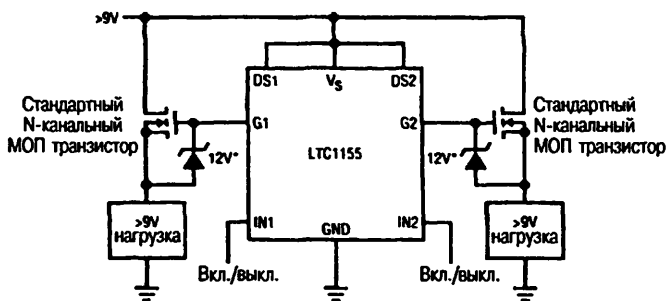 >9V
DS1
VS
DS2
Стандартный
N-канальный
МОП транзистор
G1
12V*
LTC1155
G2
12V*
Стандартный
N-канальный
МОП транзистор
>9V
нагрузка
IN1
GND
IN2
>9V
нагрузка
Вкл./выкл.
Вкл./выкл.